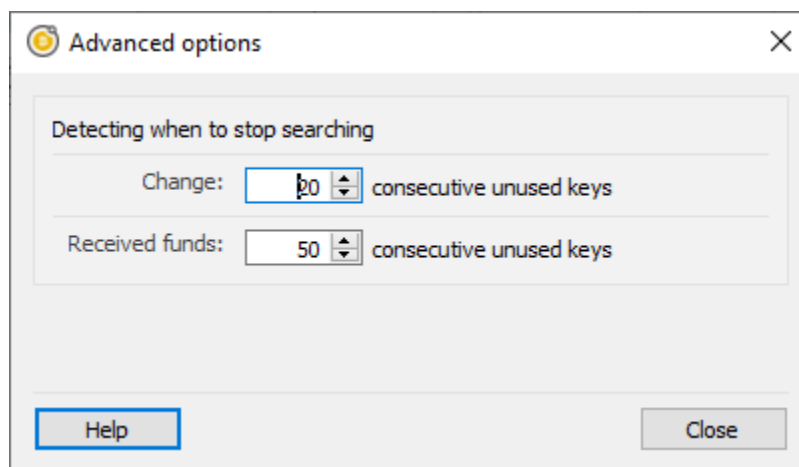 Advanced options
Detecting when to stop searching
Change: 20 consecutive unused keys
Received funds: 50 consecutive unused keys
Help Close